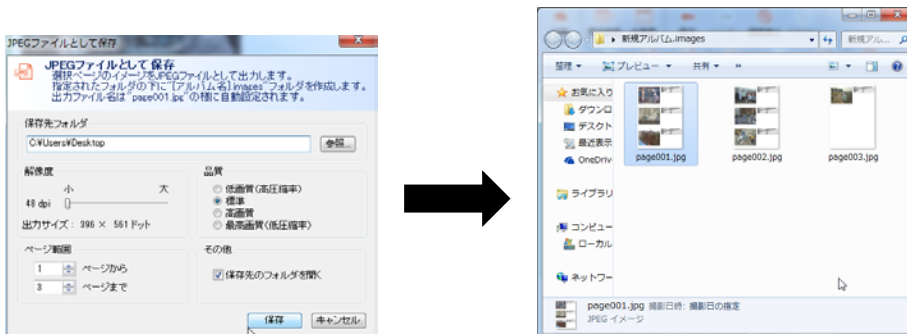 JPEGファイルとして保存
JPEGファイルとして保存
選択ページのイメージをJPEGファイルとして出力します。
指定されたフォルダの下に"[アルバム名].images"フォルダを作成します。
出力ファイル名は "page001.jpg"の様に自動設定されます。
保存先フォルダ
C:¥Users¥Desktop
参照...
解像度
小
大
48 dpi
出力サイズ： 396 × 561 ドット
品質
低画質(高圧縮率)
標準
高画質
最高画質(低圧縮率)
ページ範囲
1
ページから
3
ページまで
その他
保存先のフォルダを開く
保存
キャンセル
新規アルバム.images
新規アル...
整理
プレビュー
共有
»
お気に入り
ダウンロ
デスクト
最近表示
OneDriv
ライブラリ
コンピュー
ローカル
ネットワー
page001.jpg
page002.jpg
page003.jpg
page001.jpg 撮影日時: 撮影日の指定
JPEG イメージ